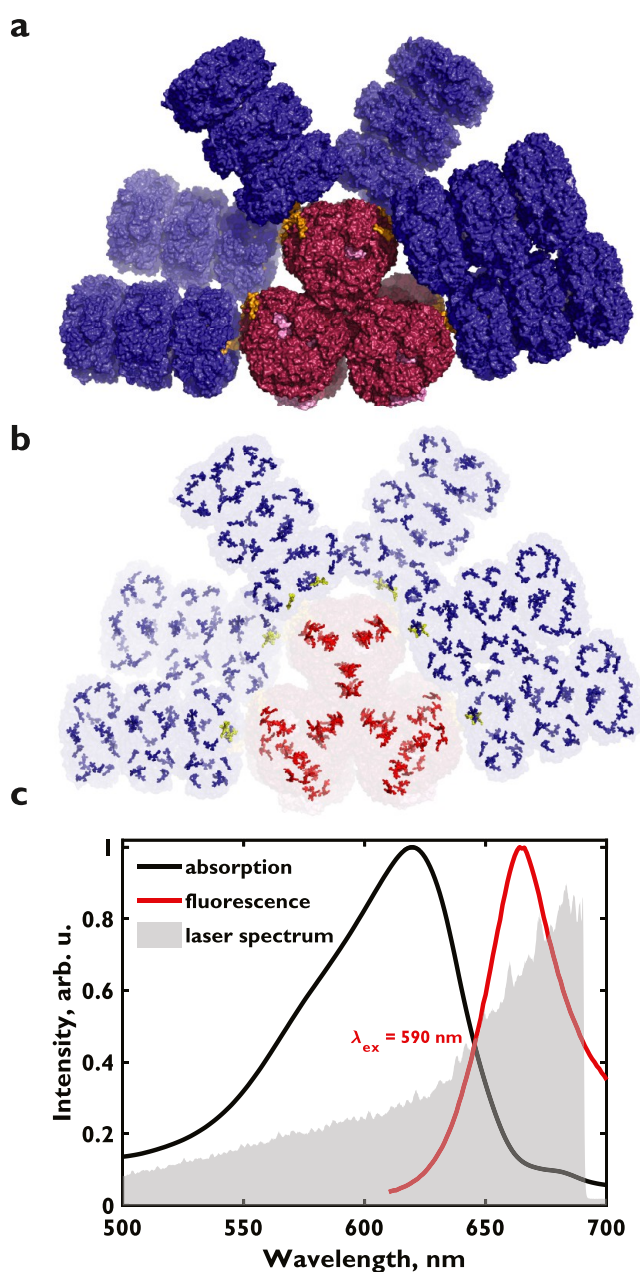 a
b
c
1
0.8
0.6
0.4
0.2
0
Intensity, arb. u.
absorption
fluorescence
laser spectrum
λex = 590 nm
500 550 600 650 700
Wavelength, nm